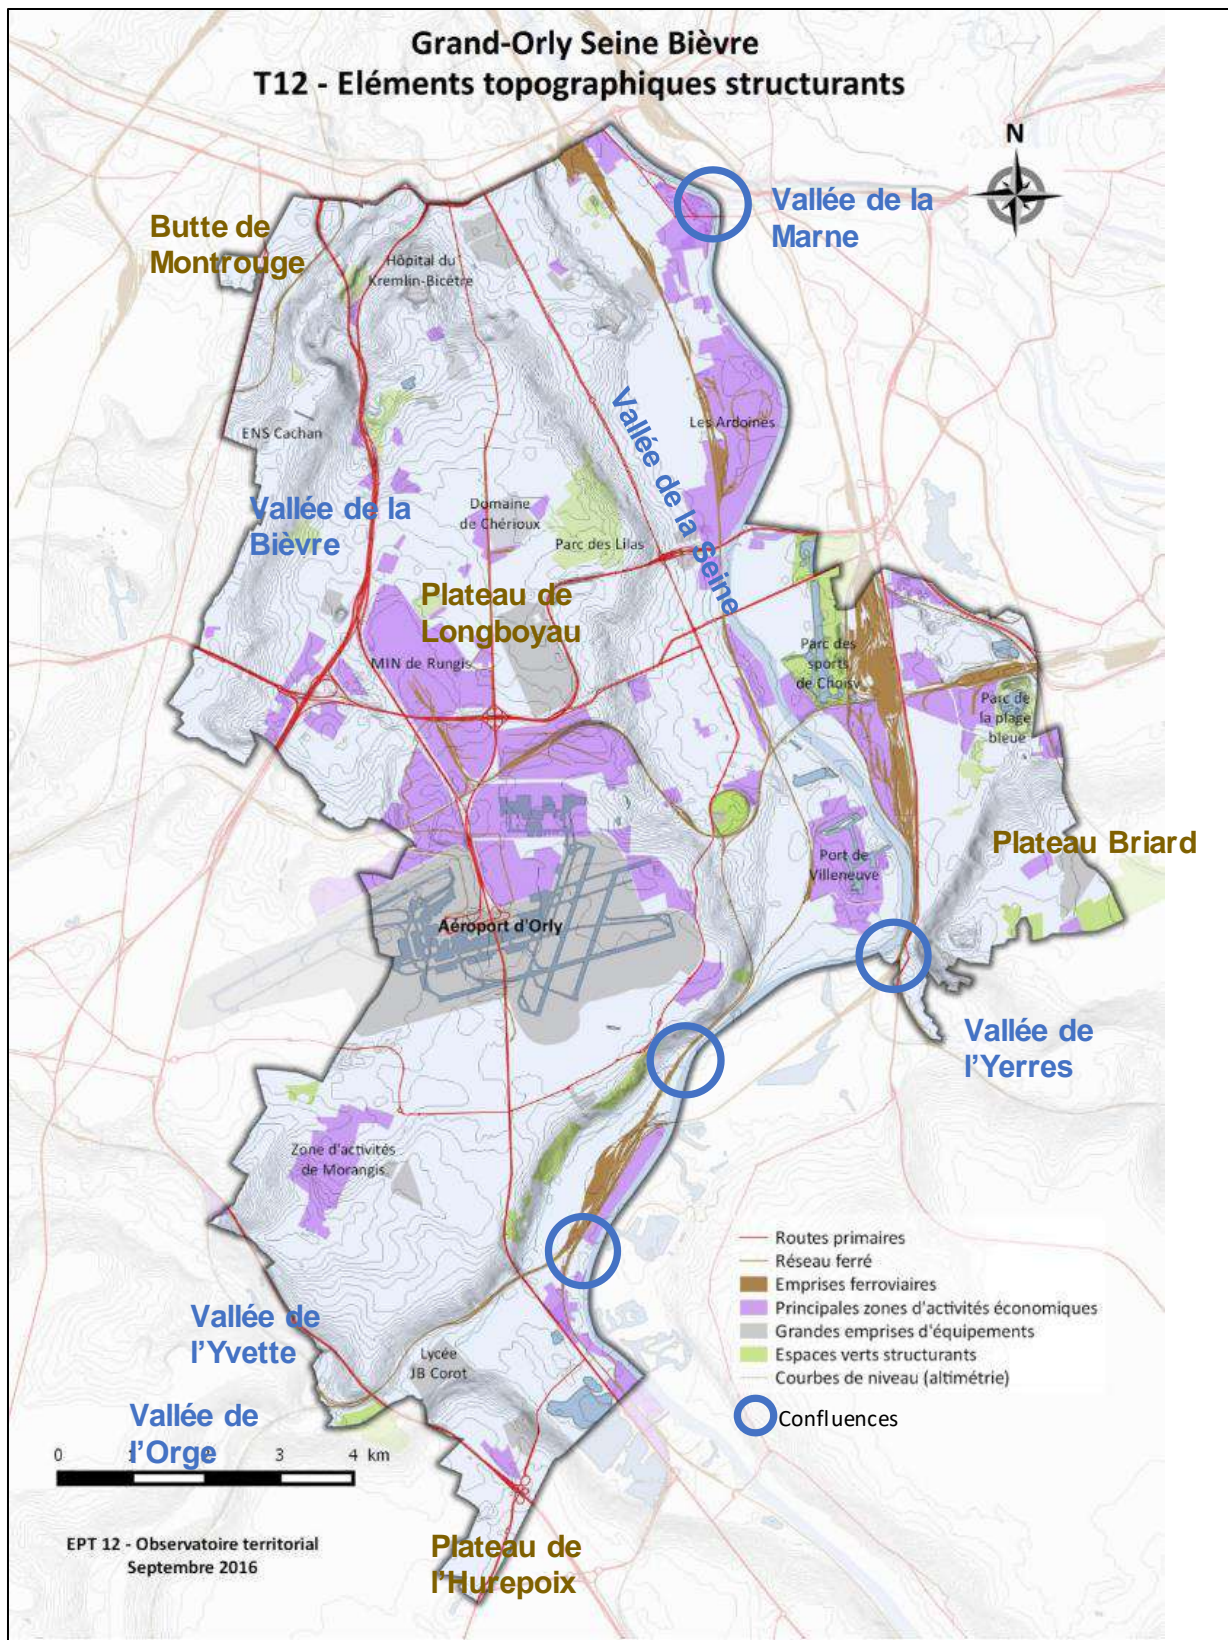 Grand-Orly Seine Bièvre
T12 - Eléments topographiques structurants
N
Vallée de la
Marne
Butte de
Montrouge
Hôpital du
Kremlin-Bicêtre
Les Ardoines
ENS Cachan
Vallée de la Seine
Vallée de la
Bièvre
Domaine
de Chérioux
Parc des Lilas
Plateau de
Longboyau
MIN de Rungis
Parc des
sports
de Choisy
Parc de
la plage
bleue
Plateau Briard
Port de
Villeneuve
Aéroport d'Orly
Vallée de
l'Yerres
Zone d'activités
de Morangis
Routes primaires
Réseau ferré
Emprises ferroviaires
Principales zones d'activités économiques
Grandes emprises d'équipements
Espaces verts structurants
Courbes de niveau (altimétrie)
Confluences
Vallée de
l'Yvette
Lycée
JB Corot
Vallée de
l'Orge
0 1 2 3 4 km
EPT 12 - Observatoire territorial
Septembre 2016
Plateau de
l'Hurepoix